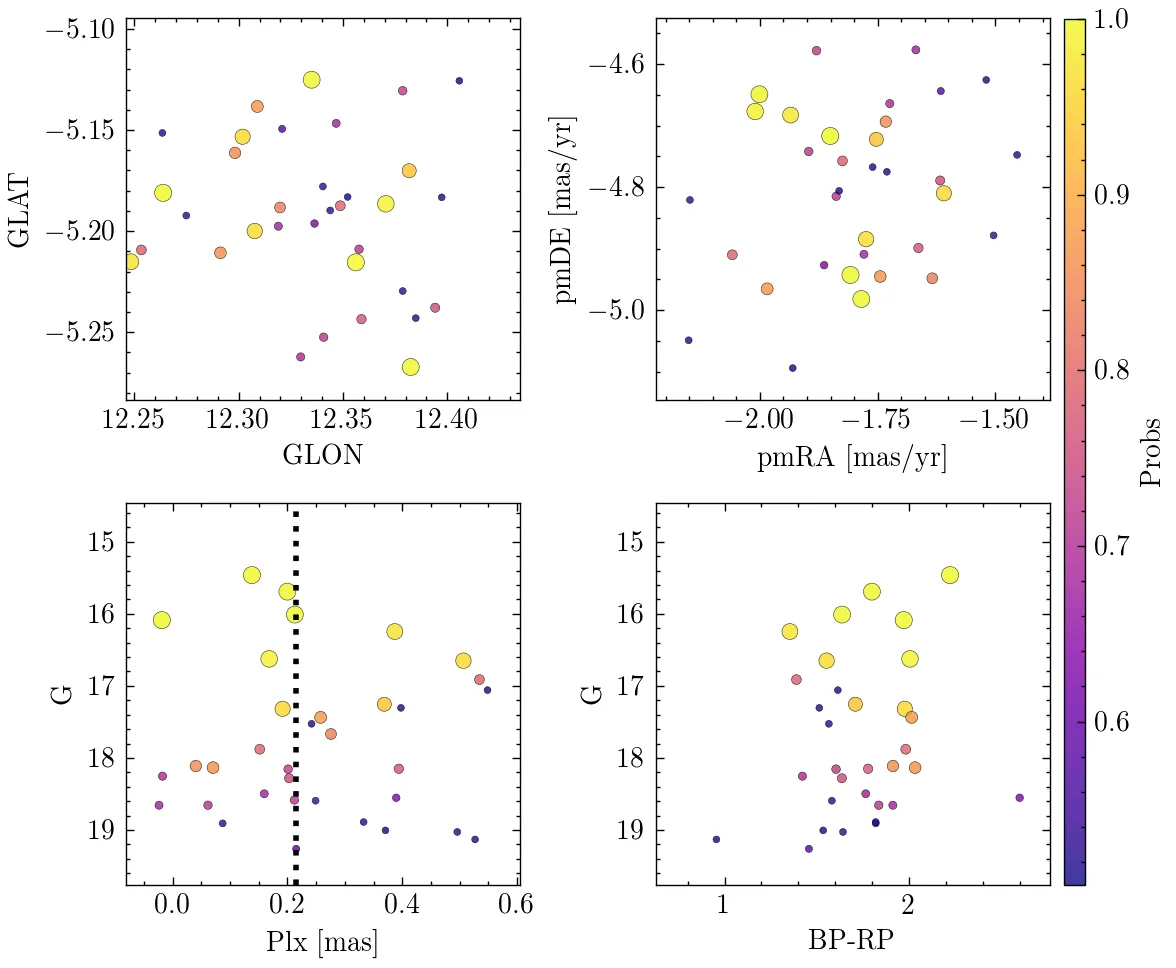 −5.10
−5.15
−5.20
−5.25
GLAT
12.25 12.30 12.35 12.40
GLON
−4.6
−4.8
−5.0
pmDE [mas/yr]
−2.00 −1.75 −1.50
pmRA [mas/yr]
15
16
17
18
19
G
0.0 0.2 0.4 0.6
Plx [mas]
15
16
17
18
19
G
1 2
BP-RP
1.0
0.9
0.8
0.7
0.6
Probs